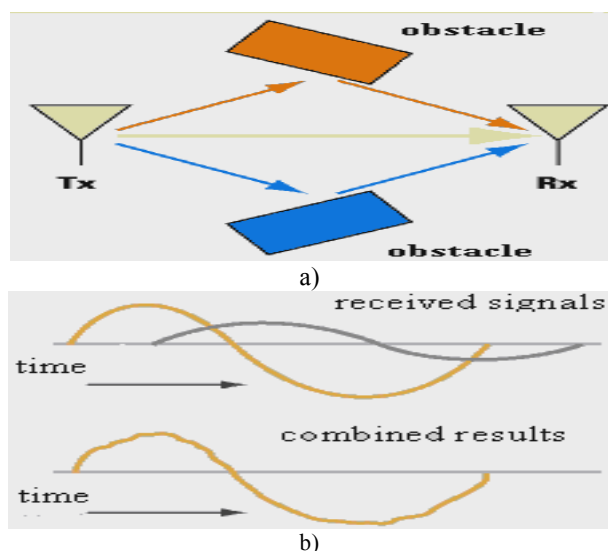 obstacle
Tx
Rx
obstacle
a)
received signals
time
combined results
time
b)